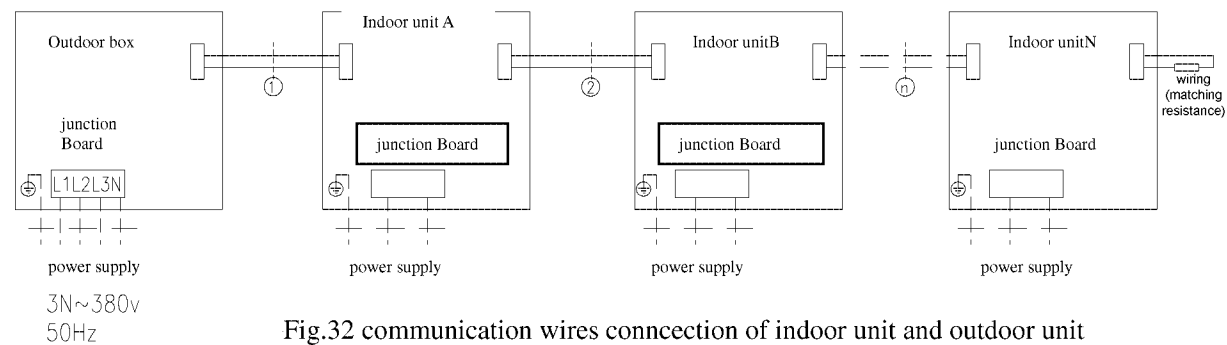 Outdoor box
Indoor unit A
Indoor unitB
Indoor unitN
1
2
n
wiring
(matching
resistance)
junction
Board
junction Board
junction Board
junction Board
L1L2L3N
power supply
power supply
power supply
power supply
3N~380v
50Hz
Fig.32 communication wires conncection of indoor unit and outdoor unit